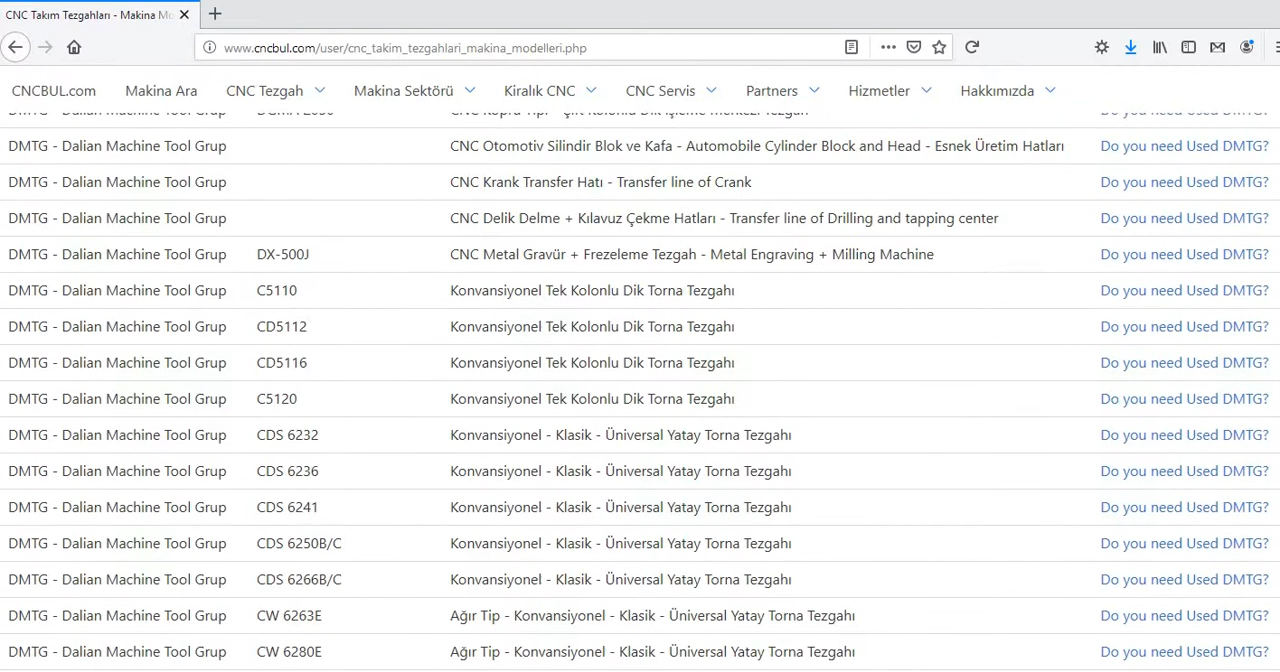 CNC Takım Tezgahları - Makina Mo
www.cncbul.com/user/cnc_takim_tezgahlari_makina_modelleri.php
CNCBUL.com Makina Ara CNC Tezgah Makina Sektörü Kiralık CNC CNC Servis Partners Hizmetler Hakkımızda
DMTG - Dalian Machine Tool Grup CNC Otomotiv Silindir Blok ve Kafa - Automobile Cylinder Block and Head - Esnek Üretim Hatları Do you need Used DMTG?
DMTG - Dalian Machine Tool Grup CNC Krank Transfer Hatı - Transfer line of Crank Do you need Used DMTG?
DMTG - Dalian Machine Tool Grup CNC Delik Delme + Kılavuz Çekme Hatları - Transfer line of Drilling and tapping center Do you need Used DMTG?
DMTG - Dalian Machine Tool Grup DX-500J CNC Metal Gravür + Frezeleme Tezgah - Metal Engraving + Milling Machine Do you need Used DMTG?
DMTG - Dalian Machine Tool Grup C5110 Konvansiyonel Tek Kolonlu Dik Torna Tezgahı Do you need Used DMTG?
DMTG - Dalian Machine Tool Grup CD5112 Konvansiyonel Tek Kolonlu Dik Torna Tezgahı Do you need Used DMTG?
DMTG - Dalian Machine Tool Grup CD5116 Konvansiyonel Tek Kolonlu Dik Torna Tezgahı Do you need Used DMTG?
DMTG - Dalian Machine Tool Grup C5120 Konvansiyonel Tek Kolonlu Dik Torna Tezgahı Do you need Used DMTG?
DMTG - Dalian Machine Tool Grup CDS 6232 Konvansiyonel - Klasik - Üniversal Yatay Torna Tezgahı Do you need Used DMTG?
DMTG - Dalian Machine Tool Grup CDS 6236 Konvansiyonel - Klasik - Üniversal Yatay Torna Tezgahı Do you need Used DMTG?
DMTG - Dalian Machine Tool Grup CDS 6241 Konvansiyonel - Klasik - Üniversal Yatay Torna Tezgahı Do you need Used DMTG?
DMTG - Dalian Machine Tool Grup CDS 6250B/C Konvansiyonel - Klasik - Üniversal Yatay Torna Tezgahı Do you need Used DMTG?
DMTG - Dalian Machine Tool Grup CDS 6266B/C Konvansiyonel - Klasik - Üniversal Yatay Torna Tezgahı Do you need Used DMTG?
DMTG - Dalian Machine Tool Grup CW 6263E Ağır Tip - Konvansiyonel - Klasik - Üniversal Yatay Torna Tezgahı Do you need Used DMTG?
DMTG - Dalian Machine Tool Grup CW 6280E Ağır Tip - Konvansiyonel - Klasik - Üniversal Yatay Torna Tezgahı Do you need Used DMTG?